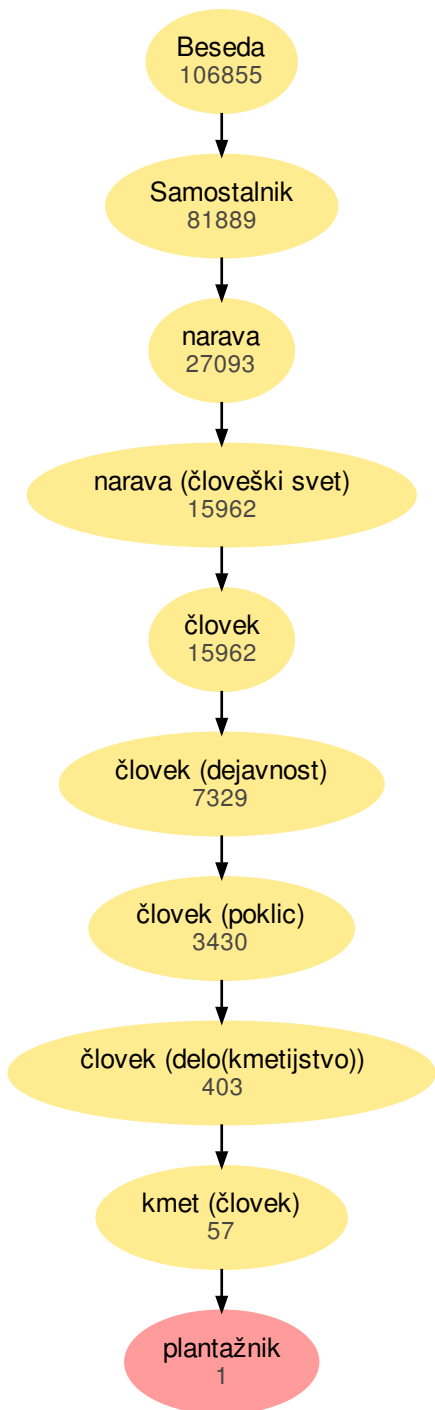 Beseda
106855
Samostalnik
81889
narava
27093
narava (človeški svet)
15962
človek
15962
človek (dejavnost)
7329
človek (poklic)
3430
človek (delo(kmetijstvo))
403
kmet (človek)
57
plantažnik
1